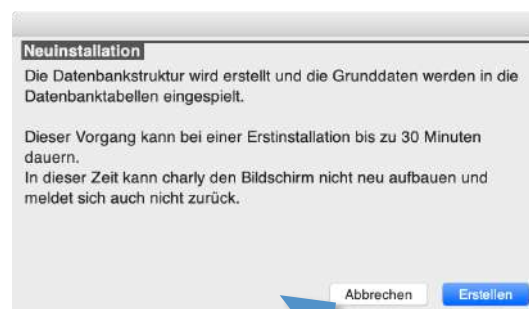 Neuinstallation
Die Datenbankstruktur wird erstellt und die Grunddaten werden in die
Datenbanktabellen eingespielt.
Dieser Vorgang kann bei einer Erstinstallation bis zu 30 Minuten
dauern.
In dieser Zeit kann charly den Bildschirm nicht neu aufbauen und
meldet sich auch nicht zurück.
Abbrechen Erstellen